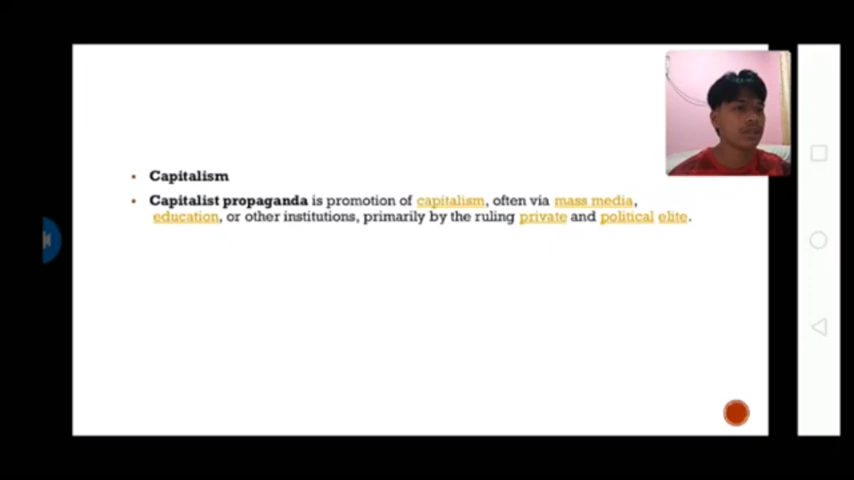 Capitalism
Capitalist propaganda is promotion of capitalism, often via mass media,
education, or other institutions, primarily by the ruling private and political elite.